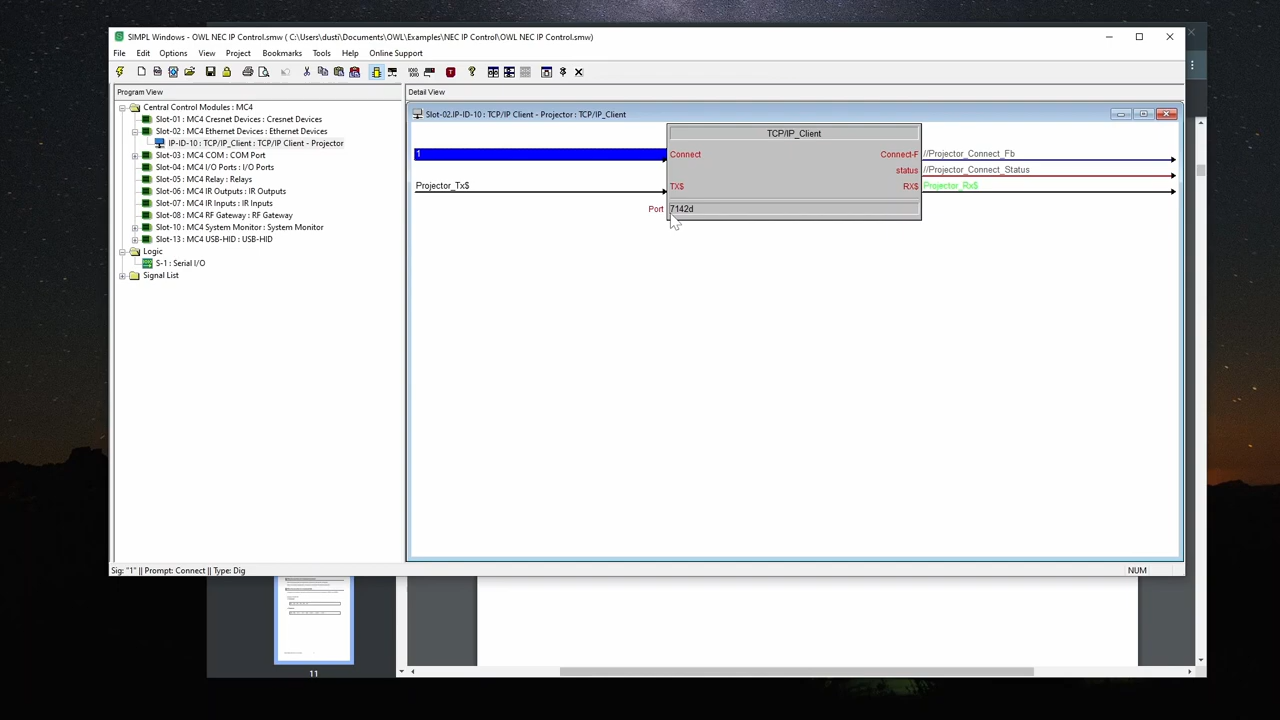 SIMPL Windows - OWL NEC IP Control.smw ( C:\Users\dusti\Documents\OWL\Examples\NEC IP Control\OWL NEC IP Control.smw)
File Edit Options View Project Bookmarks Tools Help Online Support
Program View
Detail View
Central Control Modules : MC4
Slot-01 : MC4 Cresnet Devices : Cresnet Devices
Slot-02 : MC4 Ethernet Devices : Ethernet Devices
IP-ID-10 : TCP/IP_Client : TCP/IP Client - Projector
Slot-03 : MC4 COM : COM Port
Slot-04 : MC4 I/O Ports : I/O Ports
Slot-05 : MC4 Relay : Relays
Slot-06 : MC4 IR Outputs : IR Outputs
Slot-07 : MC4 IR Inputs : IR Inputs
Slot-08 : MC4 RF Gateway : RF Gateway
Slot-10 : MC4 System Monitor : System Monitor
Slot-13 : MC4 USB-HID : USB-HID
Logic
S-1 : Serial I/O
Signal List
Slot-02.IP-ID-10 : TCP/IP Client - Projector : TCP/IP_Client
TCP/IP_Client
1 Connect Connect-F //Projector_Connect_Fb
status //Projector_Connect_Status
Projector_Tx$ TX$ RX$ Projector_Rx$
Port 7142d
Sig: "1" || Prompt: Connect || Type: Dig
NUM
11